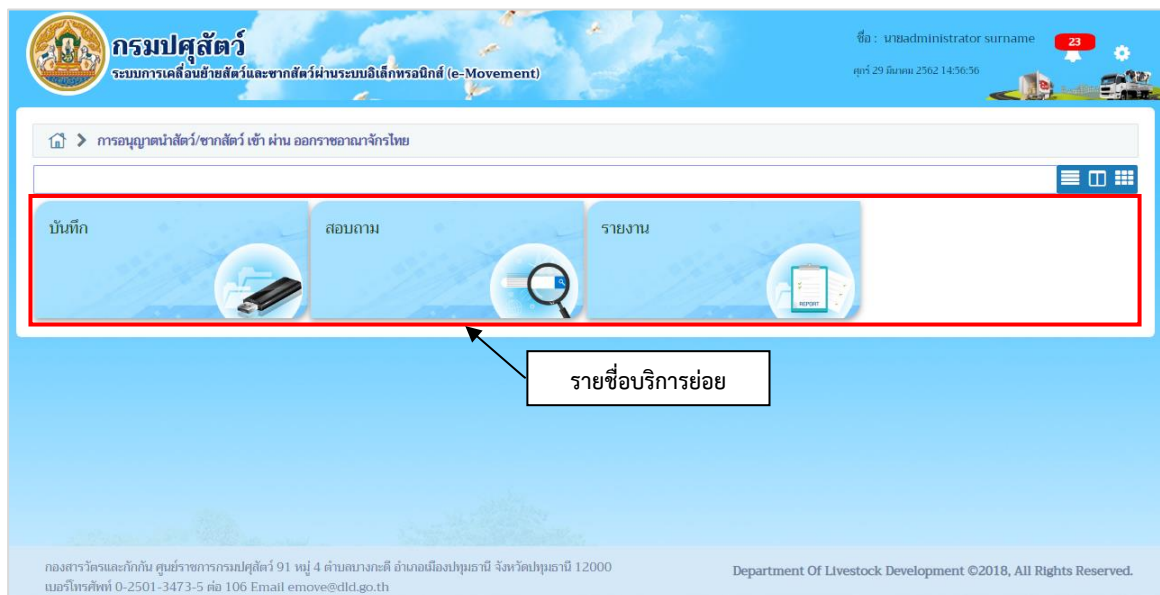 กรมปศุสัตว์
ระบบการเคลื่อนย้ายสัตว์และซากสัตว์ผ่านระบบอิเล็กทรอนิกส์ (e-Movement)
ชื่อ : นายadministrator surname
23
ศุกร์ 29 มีนาคม 2562 14:56:56
การอนุญาตนำสัตว์/ซากสัตว์ เข้า ผ่าน ออกราชอาณาจักรไทย
บันทึก
สอบถาม
รายงาน
REPORT
รายชื่อบริการย่อย
กองสารวัตรและกักกัน ศูนย์ราชการกรมปศุสัตว์ 91 หมู่ 4 ตำบลบางกะดี อำเภอเมืองปทุมธานี จังหวัดปทุมธานี 12000
เบอร์โทรศัพท์ 0-2501-3473-5 ต่อ 106 Email emove@dld.go.th
Department Of Livestock Development ©2018, All Rights Reserved.